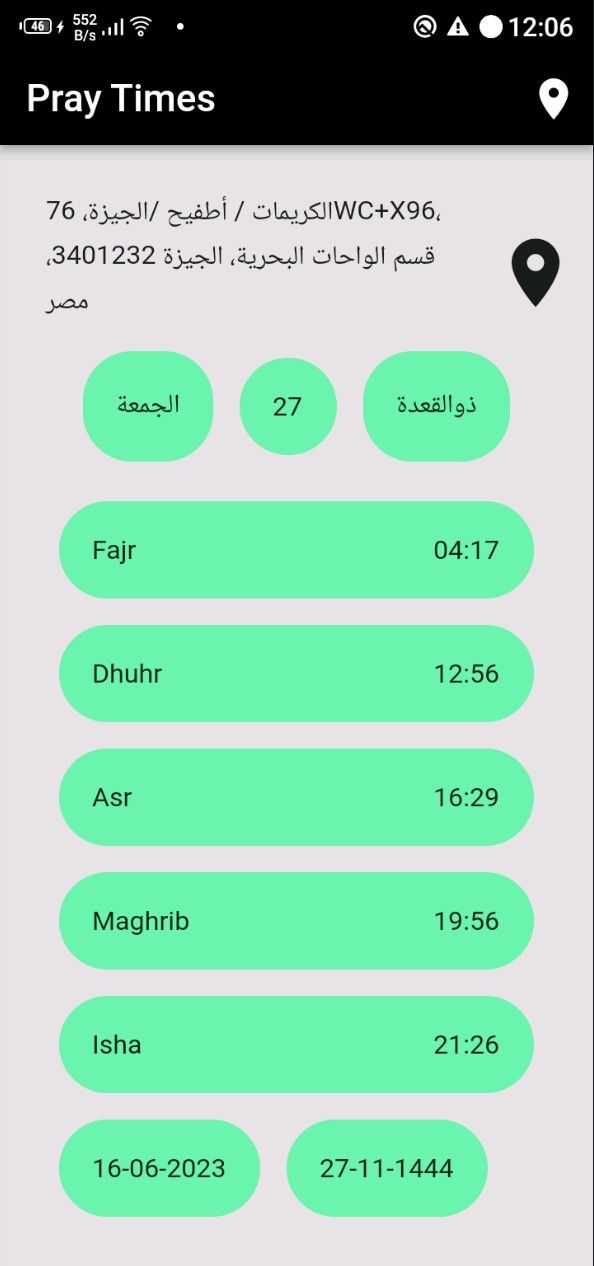 46
552 B/s
12:06
Pray Times
76WC+X96، الكريمات / أطفيح /الجيزة،
قسم الواحات البحرية، الجيزة 3401232،
مصر
الجمعة
27
ذوالقعدة
Fajr 04:17
Dhuhr 12:56
Asr 16:29
Maghrib 19:56
Isha 21:26
16-06-2023
27-11-1444